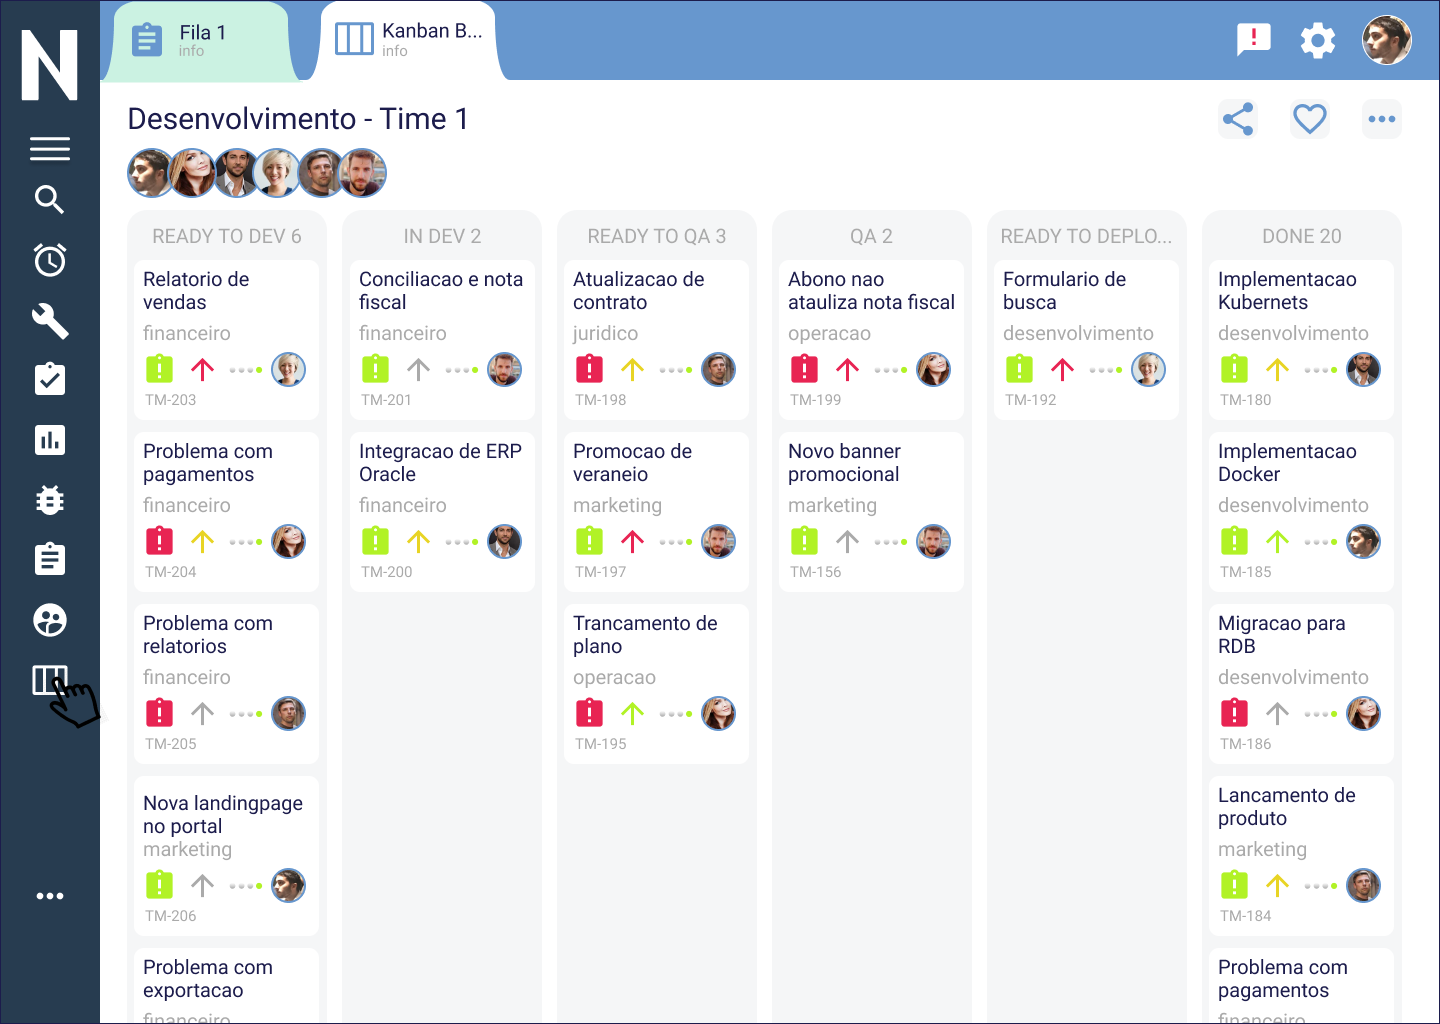 N
Fila 1
info
Kanban B...
info
Desenvolvimento - Time 1
READY TO DEV 6
Relatorio de
vendas
financeiro
TM-203
Problema com
pagamentos
financeiro
TM-204
Problema com
relatorios
financeiro
TM-205
Nova landingpage
no portal
marketing
TM-206
Problema com
exportacao
financeiro
IN DEV 2
Conciliacao e nota
fiscal
financeiro
TM-201
Integracao de ERP
Oracle
financeiro
TM-200
READY TO QA 3
Atualizacao de
contrato
juridico
TM-198
Promocao de
veraneio
marketing
TM-197
Trancamento de
plano
operacao
TM-195
QA 2
Abono nao
atauliza nota fiscal
operacao
TM-199
Novo banner
promocional
marketing
TM-156
READY TO DEPLO...
Formulario de
busca
desenvolvimento
TM-192
DONE 20
Implementacao
Kubernets
desenvolvimento
TM-180
Implementacao
Docker
desenvolvimento
TM-185
Migracao para
RDB
desenvolvimento
TM-186
Lancamento de
produto
marketing
TM-184
Problema com
pagamentos
financeiro